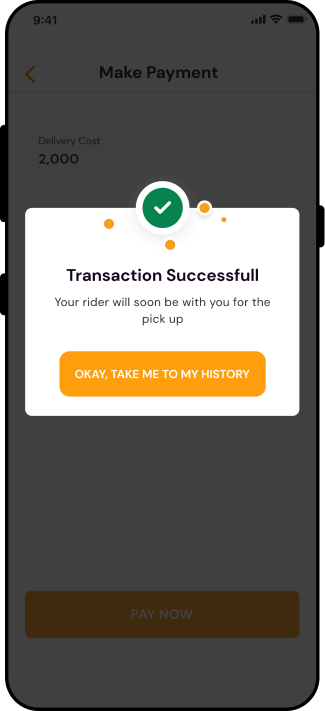 9:41
Make Payment
Delivery Cost
2,000
Transaction Successfull
Your rider will soon be with you for the
pick up
OKAY, TAKE ME TO MY HISTORY
PAY NOW